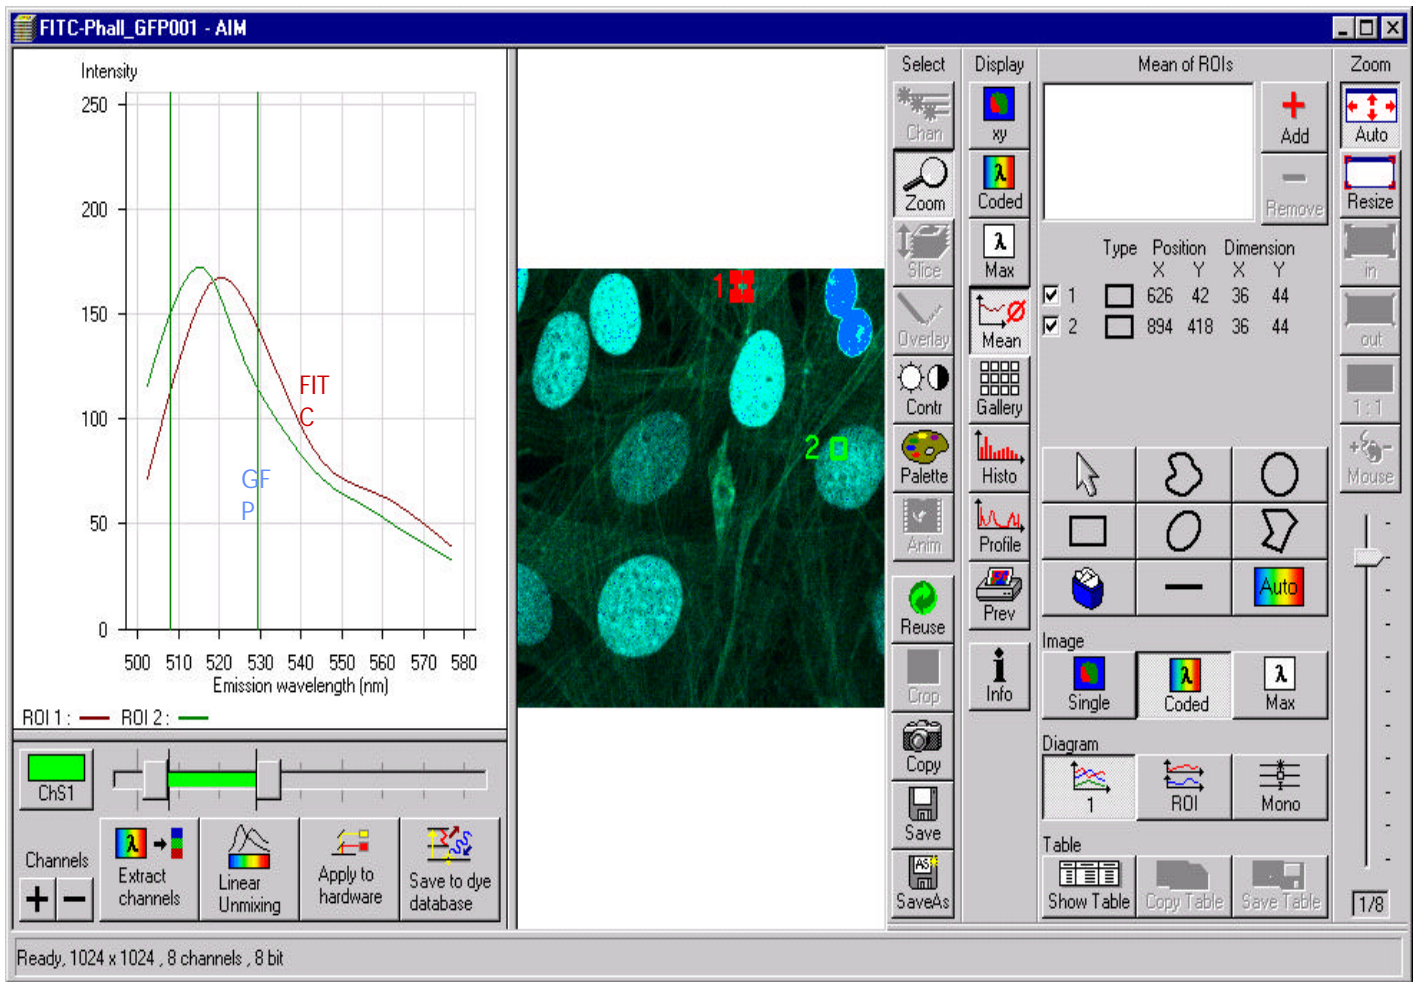 FITC-Phall_GFP001 - AIM
Intensity
250
200
150
100
50
0
500 510 520 530 540 550 560 570 580
Emission wavelength (nm)
FIT
C
GF
P
ROI 1 : ROI 2 :
1
2
ChS1
Channels
Extract
channels
Linear
Unmixing
Apply to
hardware
Save to dye
database
Select
Chan
Zoom
Slice
Overlay
Contr
Palette
Anim
Reuse
Crop
Copy
Save
AS
SaveAs
Display
xy
λ
Coded
λ
Max
Mean
Gallery
Histo
Profile
Prev
i
Info
Mean of ROIs
Add
Remove
Type Position Dimension
X Y X Y
1 626 42 36 44
2 894 418 36 44
Auto
Image
Single
λ
Coded
λ
Max
Diagram
1
ROI
Mono
Table
Show Table
Copy Table
Save Table
Zoom
Auto
Resize
in
out
1 : 1
Mouse
1/8
Ready, 1024 x 1024 , 8 channels , 8 bit